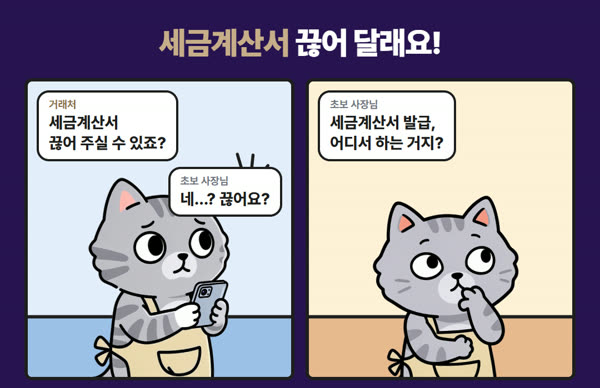 세금계산서 끊어 달래요!
거래처
세금계산서
끊어 주실 수 있죠?
초보 사장님
네...? 끊어요?
초보 사장님
세금계산서 발급,
어디서 하는 거지?